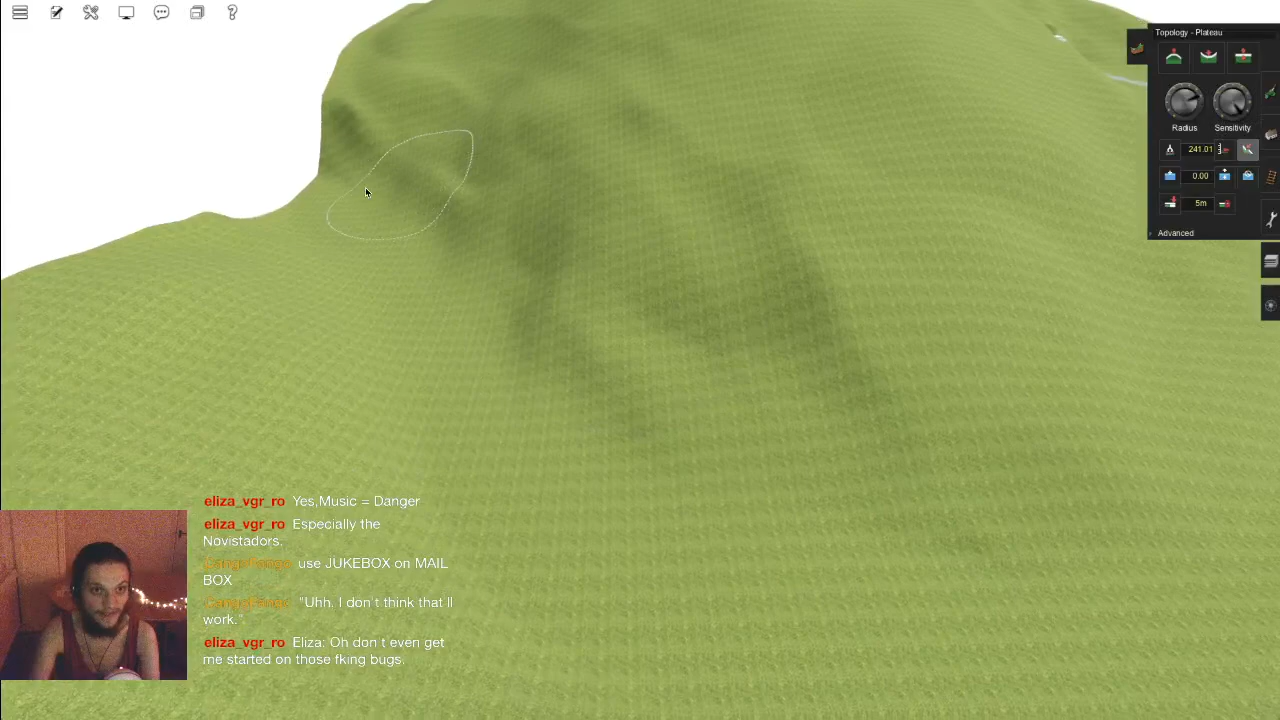 Topology - Plateau
Radius
Sensitivity
241.01
0.00
5m
Advanced
eliza_vgr_ro Yes,Music = Danger
eliza_vgr_ro Especially the
Novistadors.
use JUKEBOX on MAIL
BOX
"Uhh. I don't think that ll
work."
eliza_vgr_ro Eliza: Oh don t even get
me started on those fking bugs.